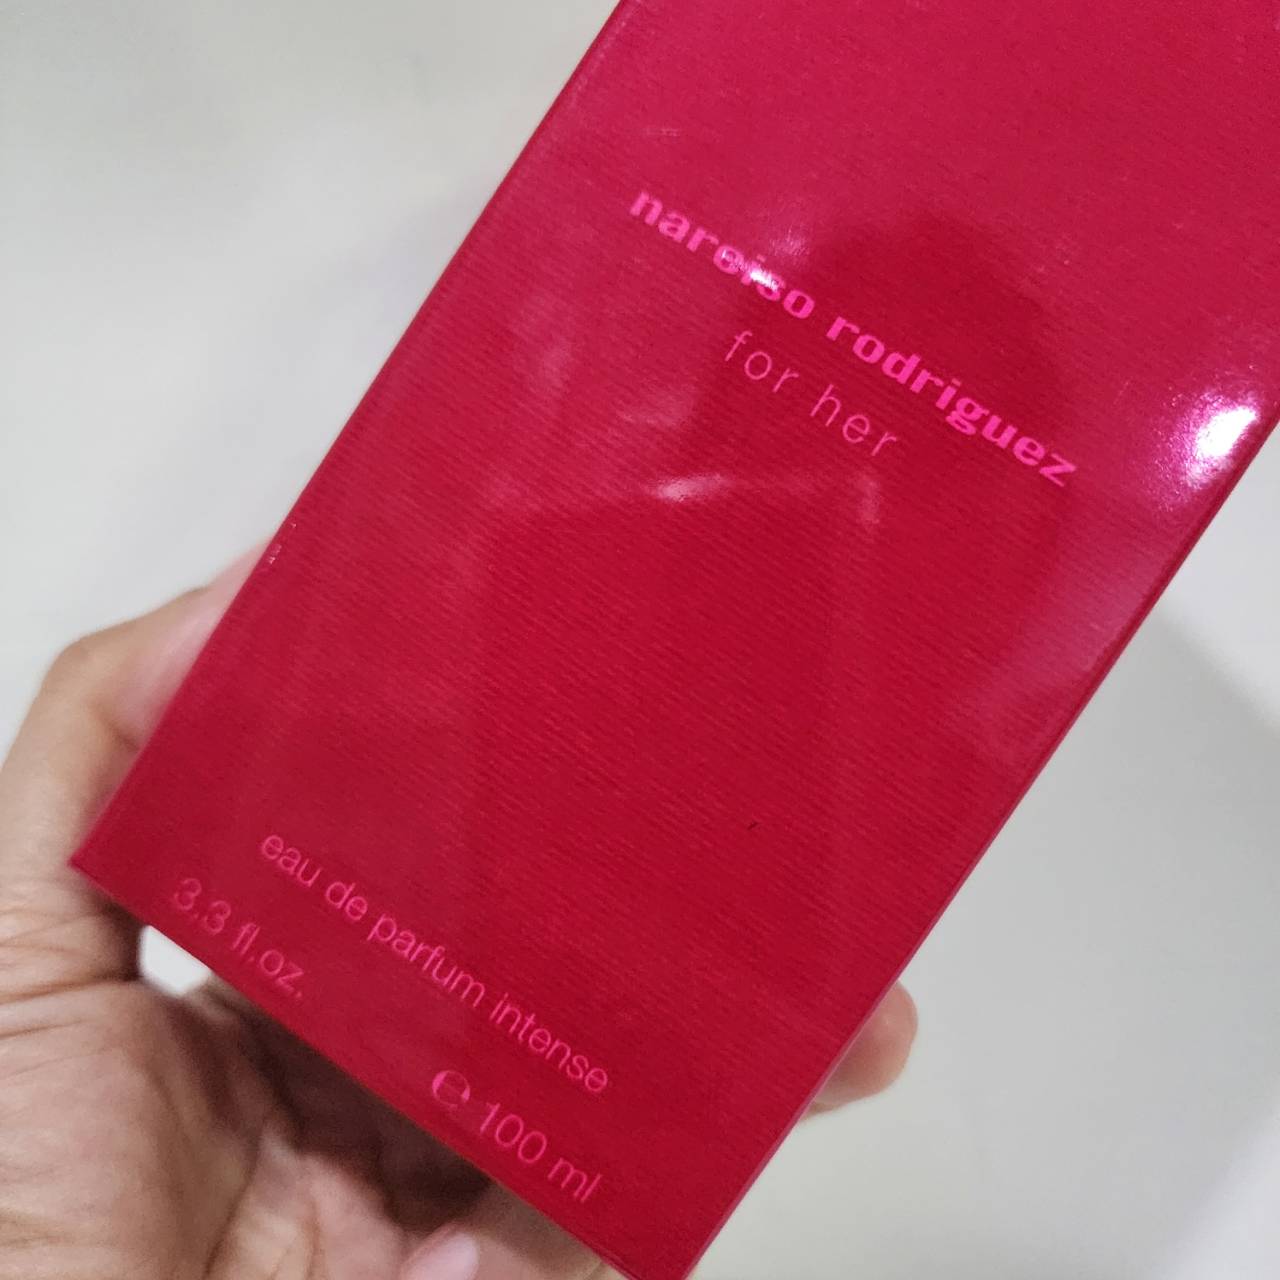 narciso rodriguez
for her
eau de parfum intense
3.3 fl.oz.
e 100 ml